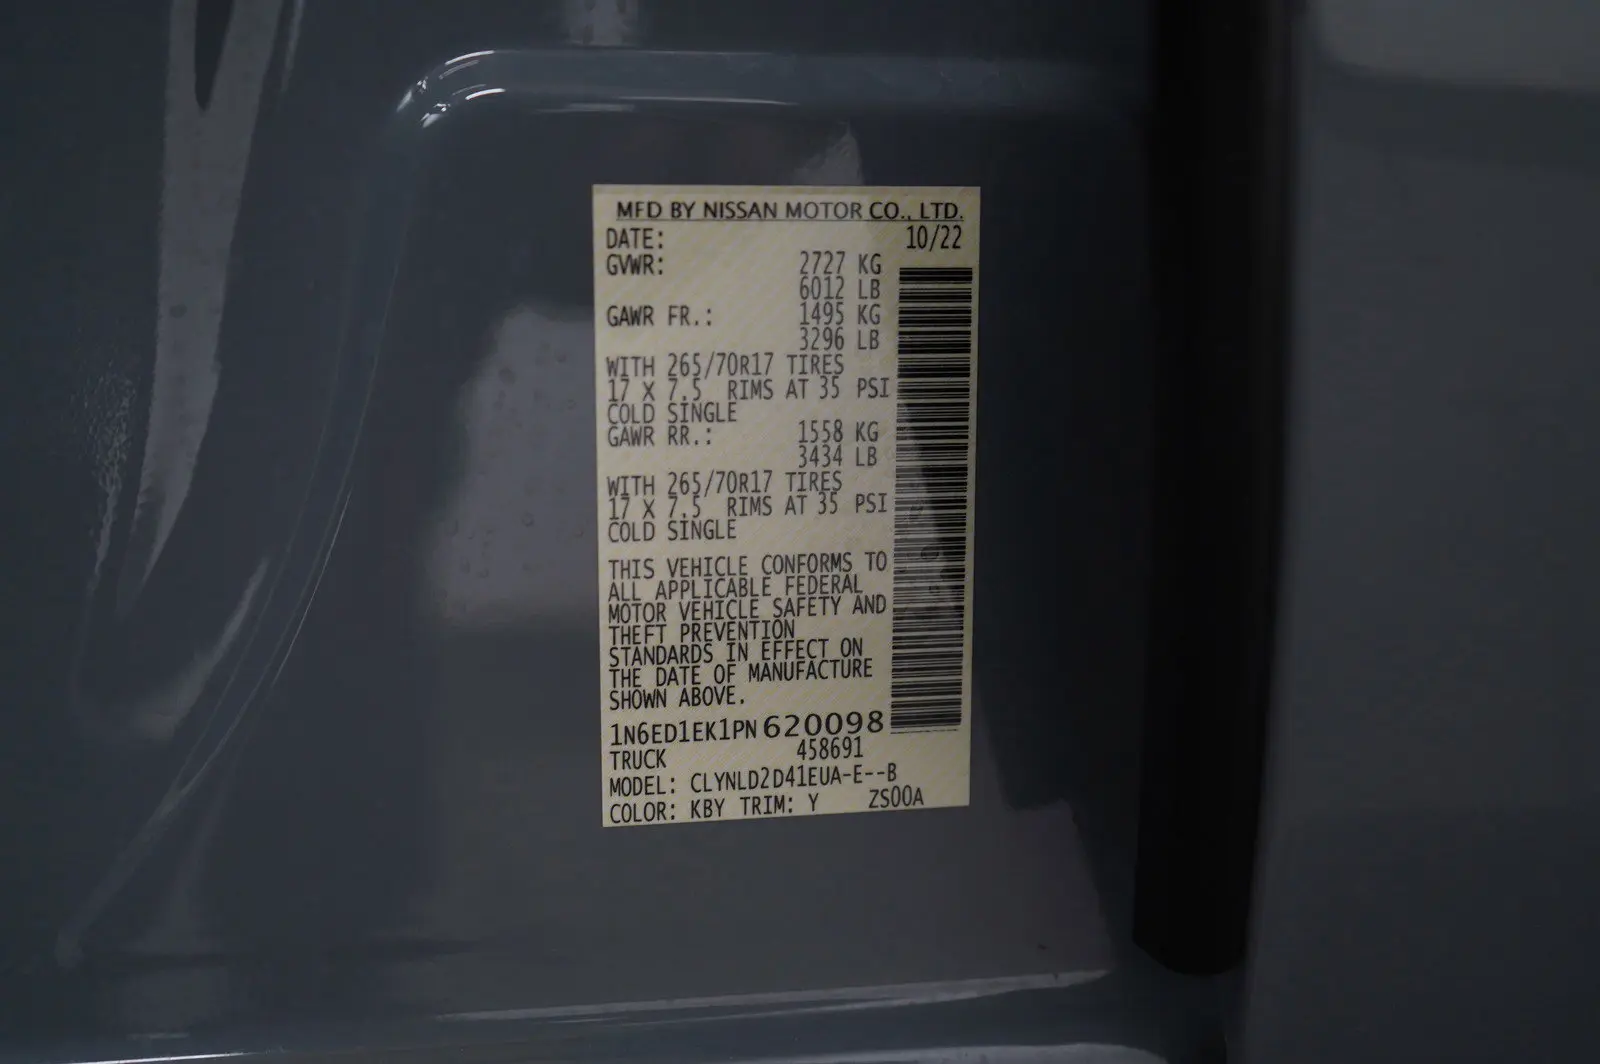 MFD BY NISSAN MOTOR CO., LTD.
DATE: 10/22
GVWR: 2727 KG
6012 LB
GAWR FR.: 1495 KG
3296 LB
WITH 265/70R17 TIRES
17 X 7.5 RIMS AT 35 PSI
COLD SINGLE
GAWR RR.: 1558 KG
3434 LB
WITH 265/70R17 TIRES
17 X 7.5 RIMS AT 35 PSI
COLD SINGLE
THIS VEHICLE CONFORMS TO
ALL APPLICABLE FEDERAL
MOTOR VEHICLE SAFETY AND
THEFT PREVENTION
STANDARDS IN EFFECT ON
THE DATE OF MANUFACTURE
SHOWN ABOVE.
1N6ED1EK1PN620098
TRUCK 458691
MODEL: CLYNLD2D41EUA-E--B
COLOR: KBY TRIM: Y ZS00A